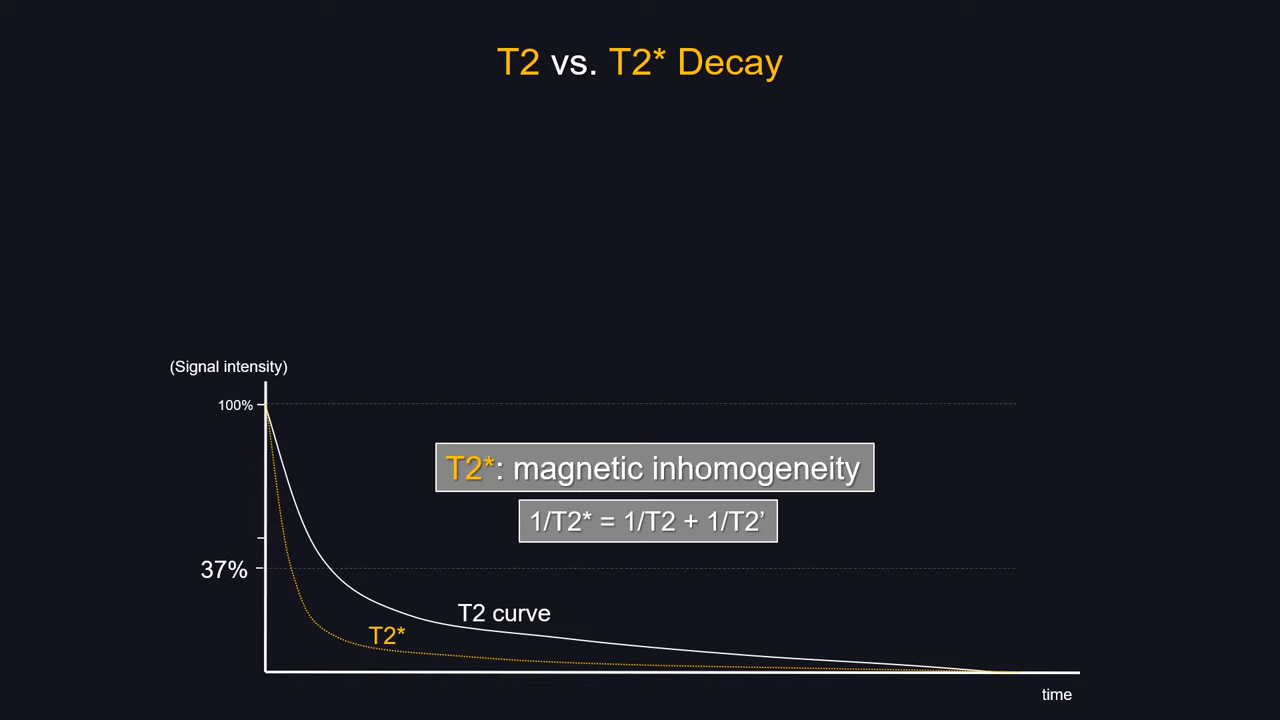 T2 vs. T2* Decay
(Signal intensity)
100%
T2*: magnetic inhomogeneity
1/T2* = 1/T2 + 1/T2’
37%
T2 curve
T2*
time